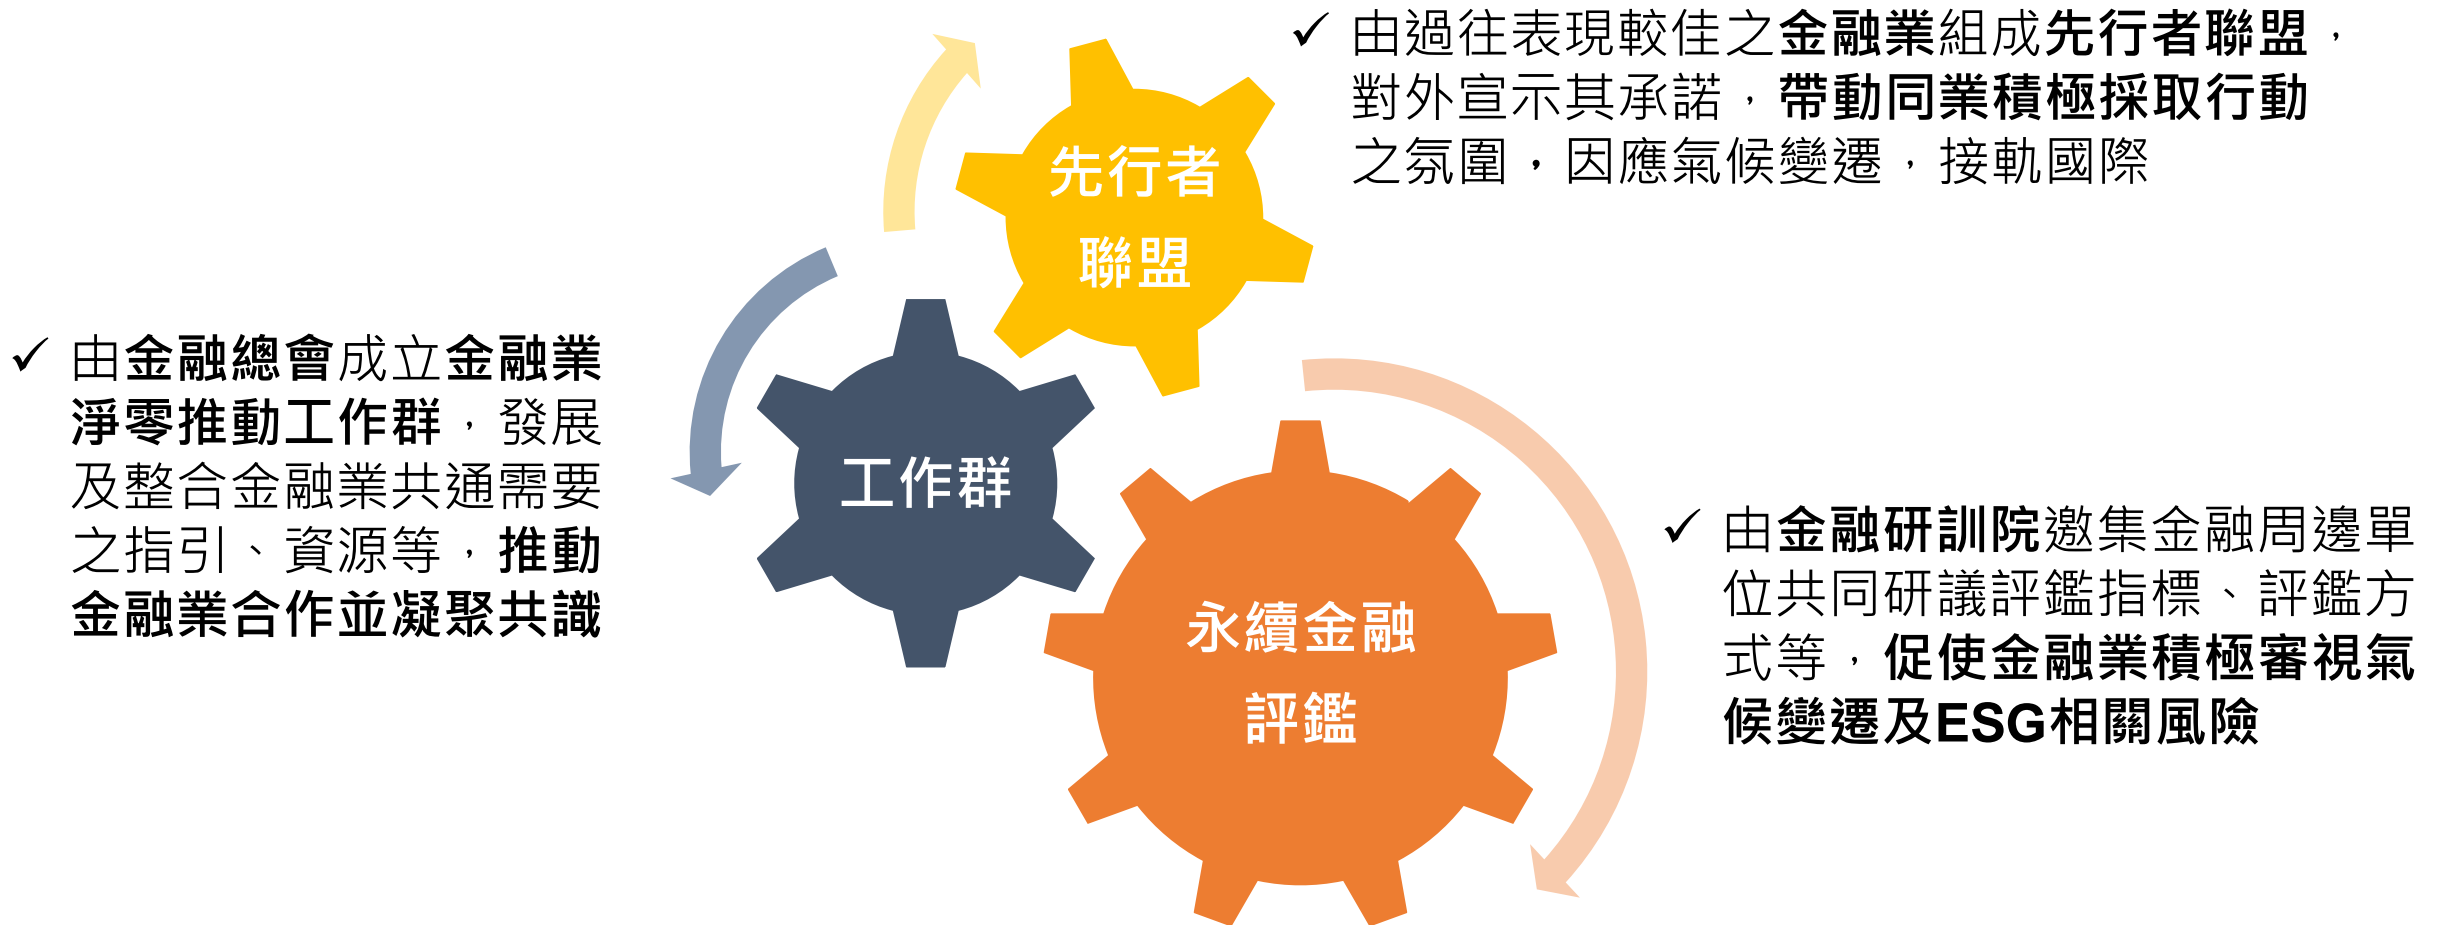 ✓ 由過往表現較佳之金融業組成先行者聯盟，
對外宣示其承諾，帶動同業積極採取行動
之氛圍，因應氣候變遷，接軌國際
先行者
聯盟
✓ 由金融總會成立金融業
淨零推動工作群，發展
及整合金融業共通需要
之指引、資源等，推動
金融業合作並凝聚共識
工作群
永續金融
評鑑
✓ 由金融研訓院邀集金融周邊單
位共同研議評鑑指標、評鑑方
式等，促使金融業積極審視氣
候變遷及ESG相關風險